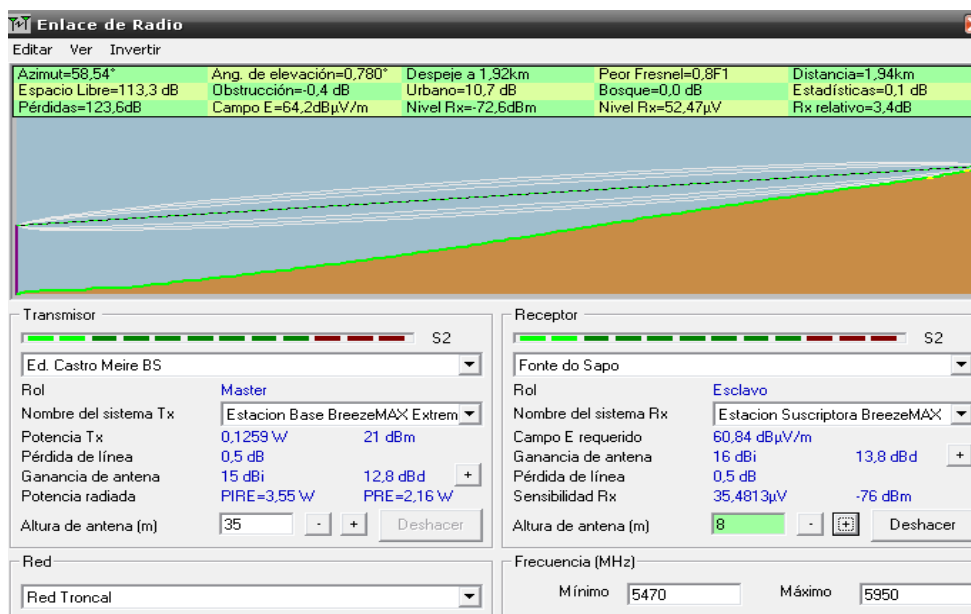 Enlace de Radio
Editar Ver Invertir
Azimut=58,54° Ang. de elevación=0,780° Despeje a 1,92km Peor Fresnel=0,8F1 Distancia=1,94km
Espacio Libre=113,3 dB Obstrucción=-0,4 dB Urbano=10,7 dB Bosque=0,0 dB Estadísticas=0,1 dB
Pérdidas=123,6dB Campo E=64,2dBµV/m Nivel Rx=-72,6dBm Nivel Rx=52,47µV Rx relativo=3,4dB
Transmisor
S2
Ed. Castro Meire BS
Rol Master
Nombre del sistema Tx Estacion Base BreezeMAX Extrem
Potencia Tx 0,1259 W 21 dBm
Pérdida de línea 0,5 dB
Ganancia de antena 15 dBi 12,8 dBd +
Potencia radiada PIRE=3,55 W PRE=2,16 W
Altura de antena (m) 35 - + Deshacer
Receptor
S2
Fonte do Sapo
Rol Esclavo
Nombre del sistema Rx Estacion Suscriptora BreezeMAX
Campo E requerido 60,84 dBµV/m
Ganancia de antena 16 dBi 13,8 dBd +
Pérdida de línea 0,5 dB
Sensibilidad Rx 35,4813µV -76 dBm
Altura de antena (m) 8 - + Deshacer
Red
Red Troncal
Frecuencia (MHz)
Mínimo 5470 Máximo 5950